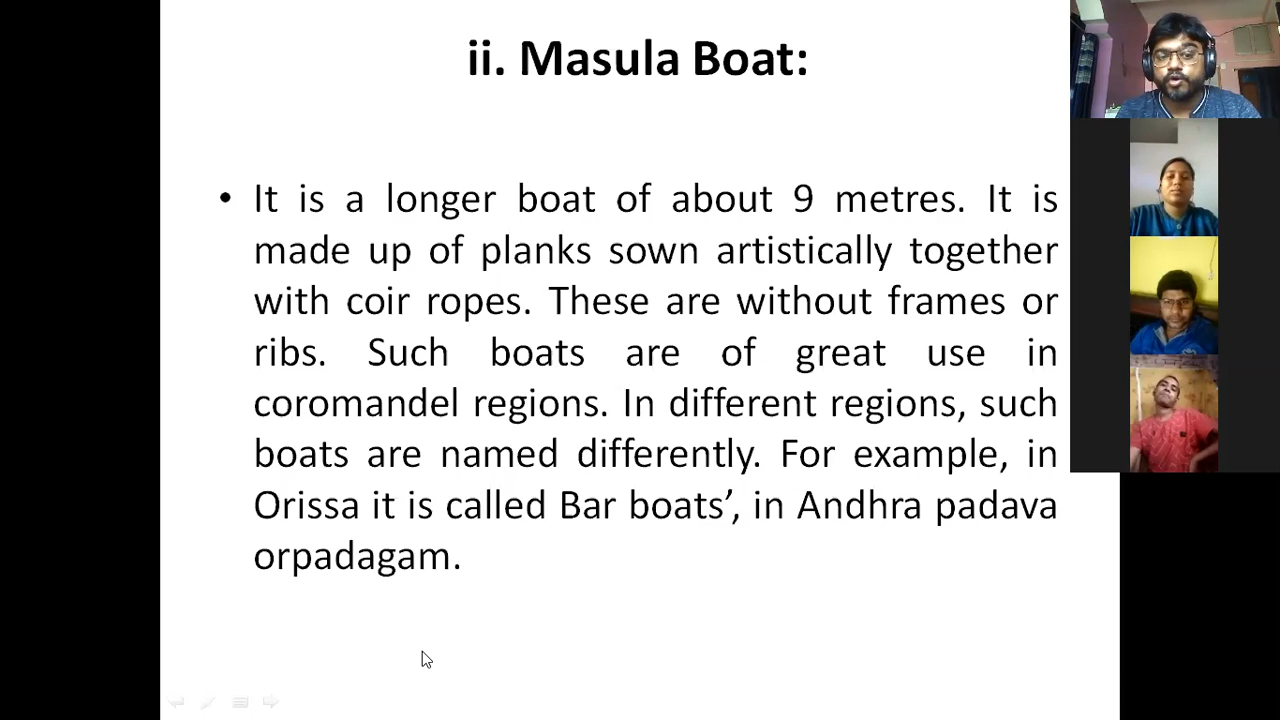 ii. Masula Boat:
• It is a longer boat of about 9 metres. It is
made up of planks sown artistically together
with coir ropes. These are without frames or
ribs. Such boats are of great use in
coromandel regions. In different regions, such
boats are named differently. For example, in
Orissa it is called Bar boats’, in Andhra padava
orpadagam.